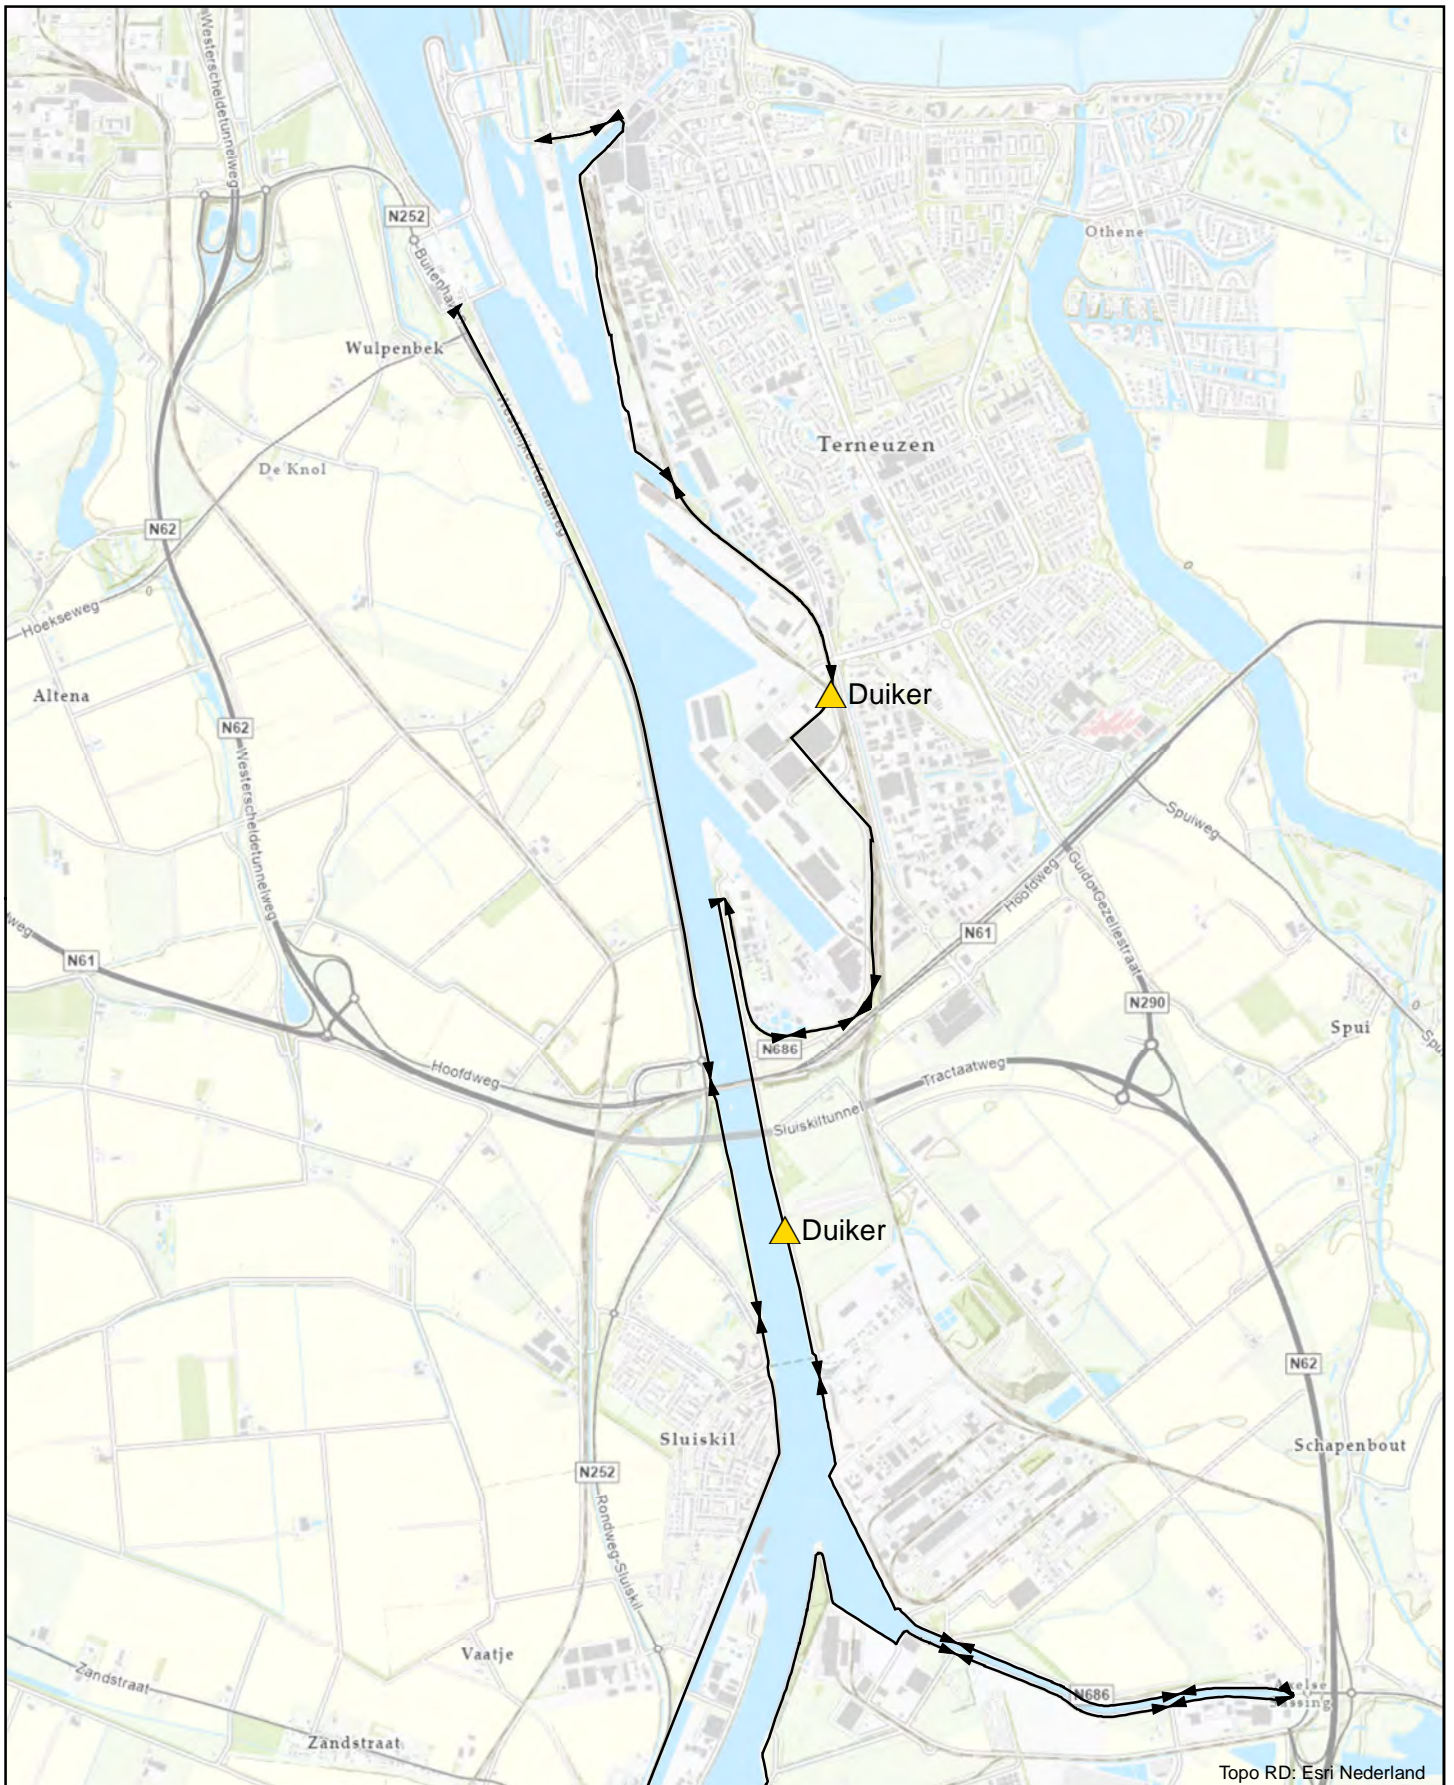 Westerscheldetunnelweg
N252
Othene
Wulpenbek
Westelijke Kanaalweg
Terneuzen
De Knol
N62
Hoekseweg
Altena
Duiker
N62
Westerscheldetunnelweg
Spuiweg
Guido Gezellestraat
Hoofdweg
N61
N61
N290
Spui
N686
Hoofdweg
Tractaatweg
Sluiskiltunnel
Duiker
N62
Sluiskil
Schapenbout
N252
Rondweg-Sluiskil
Vaatje
N686
Zandstraat
Zandstraat
Topo RD: Esri Nederland